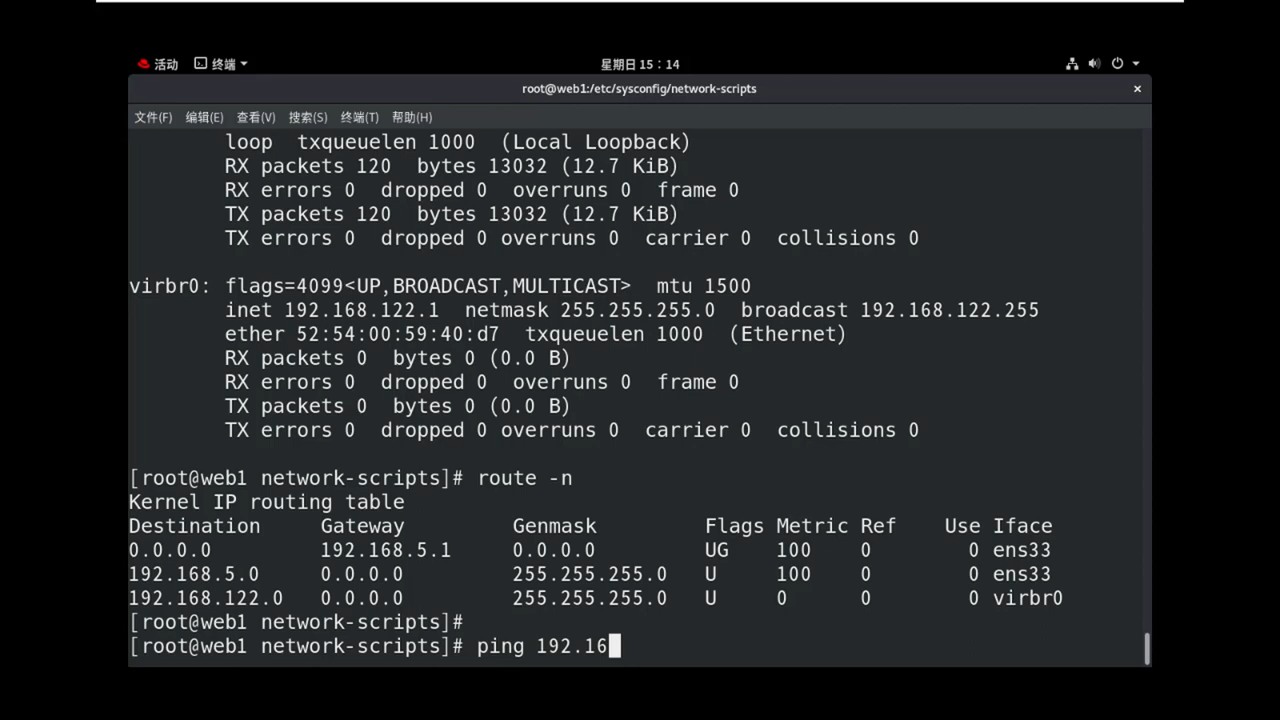 活动 终端 星期日 15：14
root@web1:/etc/sysconfig/network-scripts ×
文件(F) 编辑(E) 查看(V) 搜索(S) 终端(T) 帮助(H)
loop txqueuelen 1000 (Local Loopback)
RX packets 120 bytes 13032 (12.7 KiB)
RX errors 0 dropped 0 overruns 0 frame 0
TX packets 120 bytes 13032 (12.7 KiB)
TX errors 0 dropped 0 overruns 0 carrier 0 collisions 0
virbr0: flags=4099<UP,BROADCAST,MULTICAST> mtu 1500
inet 192.168.122.1 netmask 255.255.255.0 broadcast 192.168.122.255
ether 52:54:00:59:40:d7 txqueuelen 1000 (Ethernet)
RX packets 0 bytes 0 (0.0 B)
RX errors 0 dropped 0 overruns 0 frame 0
TX packets 0 bytes 0 (0.0 B)
TX errors 0 dropped 0 overruns 0 carrier 0 collisions 0
[root@web1 network-scripts]# route -n
Kernel IP routing table
Destination Gateway Genmask Flags Metric Ref Use Iface
0.0.0.0 192.168.5.1 0.0.0.0 UG 100 0 0 ens33
192.168.5.0 0.0.0.0 255.255.255.0 U 100 0 0 ens33
192.168.122.0 0.0.0.0 255.255.255.0 U 0 0 0 virbr0
[root@web1 network-scripts]#
[root@web1 network-scripts]# ping 192.16